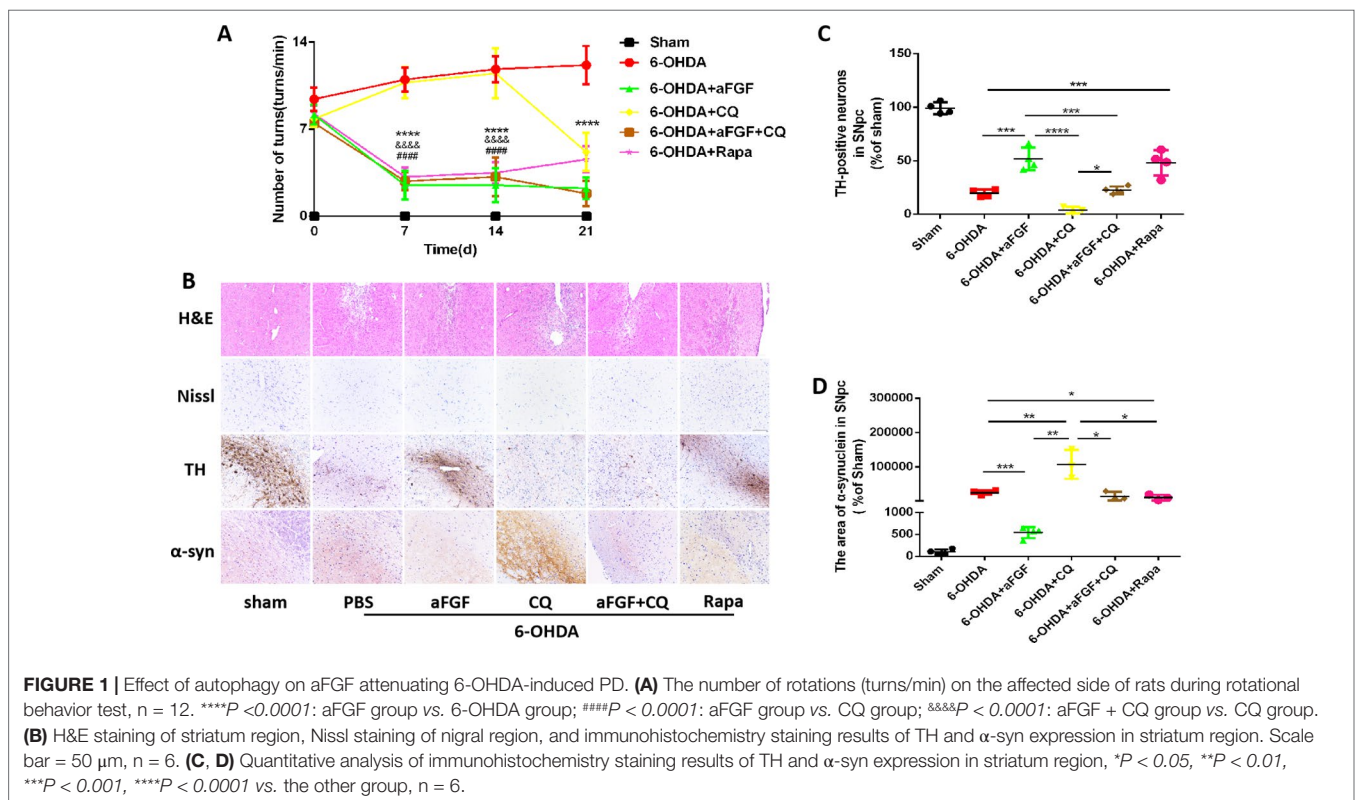 A
14
7
0
Number of turns(turns/min)
0 7 14 21
Time(d)
****
&&&&
####
****
&&&&
####
****
Sham
6-OHDA
6-OHDA+aFGF
6-OHDA+CQ
6-OHDA+aFGF+CQ
6-OHDA+Rapa
B
H&E
Nissl
TH
α-syn
sham PBS aFGF CQ aFGF+CQ Rapa
6-OHDA
C
TH-positive neurons
in SNpc
(%of sham)
150
100
50
0
***
***
*** ****
*
Sham
6-OHDA
6-OHDA+aFGF
6-OHDA+CQ
6-OHDA+aFGF+CQ
6-OHDA+Rapa
D
The area of α-synuclein in SNpc
( %of Sham)
300000
200000
100000
1000
500
0
*
** *
** *
***
Sham
6-OHDA
6-OHDA+aFGF
6-OHDA+CQ
6-OHDA+aFGF+CQ
6-OHDA+Rapa
FIGURE 1 | Effect of autophagy on aFGF attenuating 6-OHDA-induced PD. (A) The number of rotations (turns/min) on the affected side of rats during rotational
behavior test, n = 12. ****P <0.0001: aFGF group vs. 6-OHDA group; ####P < 0.0001: aFGF group vs. CQ group; &&&&P < 0.0001: aFGF + CQ group vs. CQ group.
(B) H&E staining of striatum region, Nissl staining of nigral region, and immunohistochemistry staining results of TH and α-syn expression in striatum region. Scale
bar = 50 μm, n = 6. (C, D) Quantitative analysis of immunohistochemistry staining results of TH and α-syn expression in striatum region, *P < 0.05, **P < 0.01,
***P < 0.001, ****P < 0.0001 vs. the other group, n = 6.